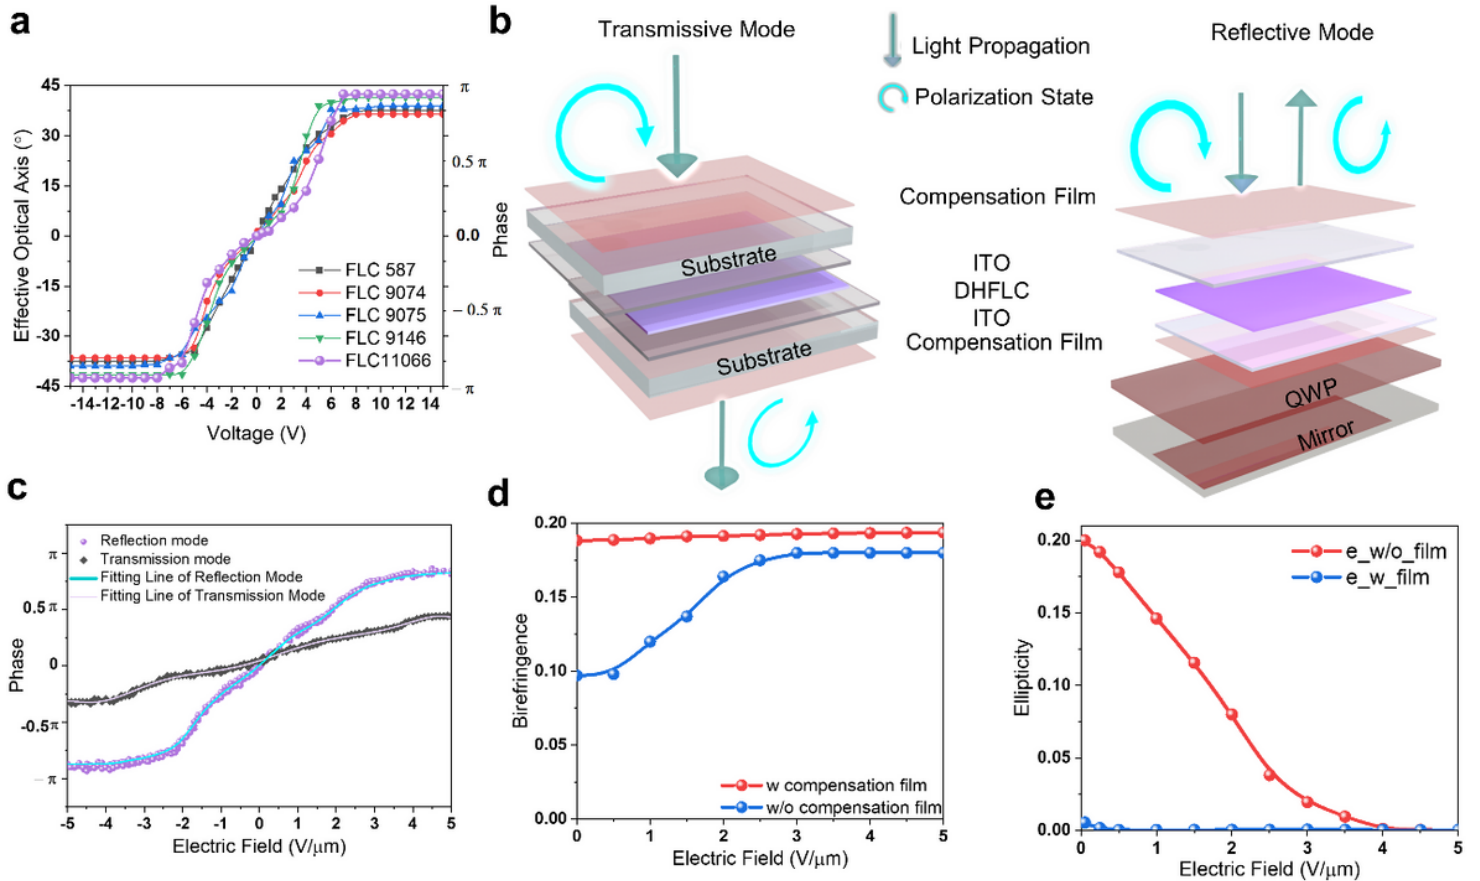 a
45
30
15
0
-15
-30
-45
Effective Optical Axis (°)
π
0.5 π
0.0
－0.5 π
－π
Phase
FLC 587
FLC 9074
FLC 9075
FLC 9146
FLC11066
-14-12-10 -8 -6 -4 -2 0 2 4 6 8 10 12 14
Voltage (V)
b
Transmissive Mode
Light Propagation
Polarization State
Reflective Mode
Substrate
Substrate
Compensation Film
ITO
DHFLC
ITO
Compensation Film
QWP
Mirror
c
Reflection mode
Transmission mode
Fitting Line of Reflection Mode
Fitting Line of Transmission Mode
π
0.5 π
0
-0.5 π
－π
Phase
-5 -4 -3 -2 -1 0 1 2 3 4 5
Electric Field (V/μm)
d
0.20
0.15
0.10
0.05
0.00
Birefringence
w compensation film
w/o compensation film
0 1 2 3 4 5
Electric Field (V/μm)
e
0.20
0.15
0.10
0.05
0.00
Ellipticity
e_w/o_film
e_w_film
0 1 2 3 4 5
Electric Field (V/μm)